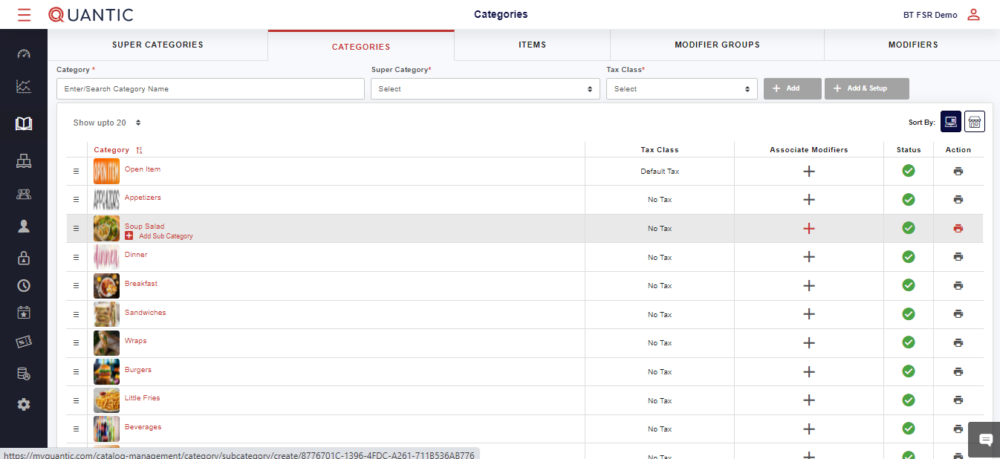 QUANTIC
Categories
BT FSR Demo
SUPER CATEGORIES
CATEGORIES
ITEMS
MODIFIER GROUPS
MODIFIERS
Category *
Super Category*
Tax Class*
Enter/Search Category Name
Select
Select
+ Add
+ Add & Setup
Show upto 20
Sort By:
Category
Tax Class
Associate Modifiers
Status
Action
OPEN ITEM
Open Item
Default Tax
APPETIZERS
Appetizers
No Tax
Soup Salad
Add Sub Category
No Tax
dinner
Dinner
No Tax
Breakfast
No Tax
Sandwiches
No Tax
Wraps
No Tax
Burgers
No Tax
Little Fries
No Tax
Beverages
No Tax
No Tax
https://myquantic.com/catalog-management/category/subcategory/create/8776701C-1396-4FDC-A261-711B536AB776